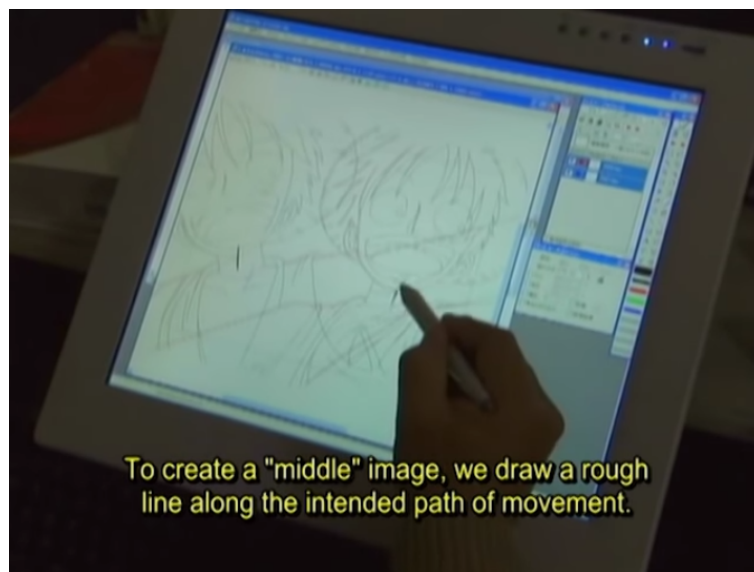 To create a "middle" image, we draw a rough
line along the intended path of movement.